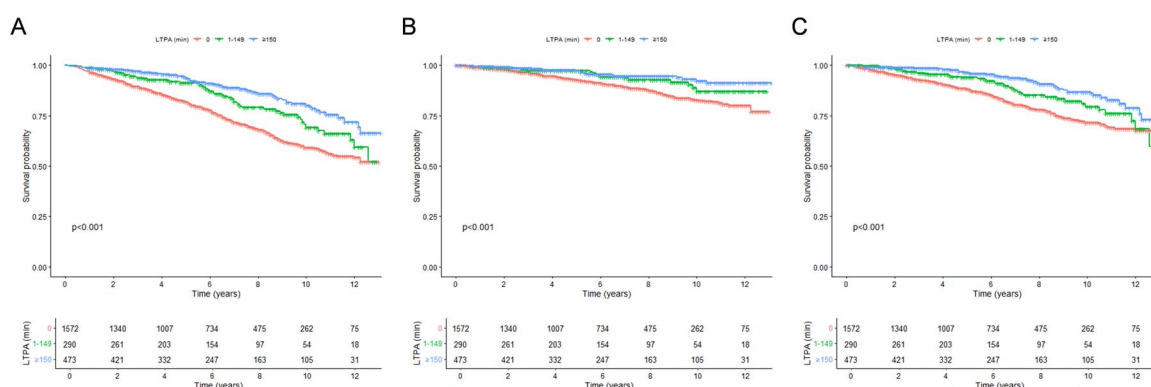 A
LTPA (min) 0 1-149 ≥150
Survival probability
1.00
0.75
0.50
0.25
0.00
p<0.001
0 2 4 6 8 10 12
Time (years)
LTPA (min)
0 1572 1340 1007 734 475 262 75
1-149 290 261 203 154 97 54 18
≥150 473 421 332 247 163 105 31
0 2 4 6 8 10 12
Time (years)
B
LTPA (min) 0 1-149 ≥150
Survival probability
1.00
0.75
0.50
0.25
0.00
p<0.001
0 2 4 6 8 10 12
Time (years)
LTPA (min)
0 1572 1340 1007 734 475 262 75
1-149 290 261 203 154 97 54 18
≥150 473 421 332 247 163 105 31
0 2 4 6 8 10 12
Time (years)
C
LTPA (min) 0 1-149 ≥150
Survival probability
1.00
0.75
0.50
0.25
0.00
p<0.001
0 2 4 6 8 10 12
Time (years)
LTPA (min)
0 1572 1340 1007 734 475 262 75
1-149 290 261 203 154 97 54 18
≥150 473 421 332 247 163 105 31
0 2 4 6 8 10 12
Time (years)